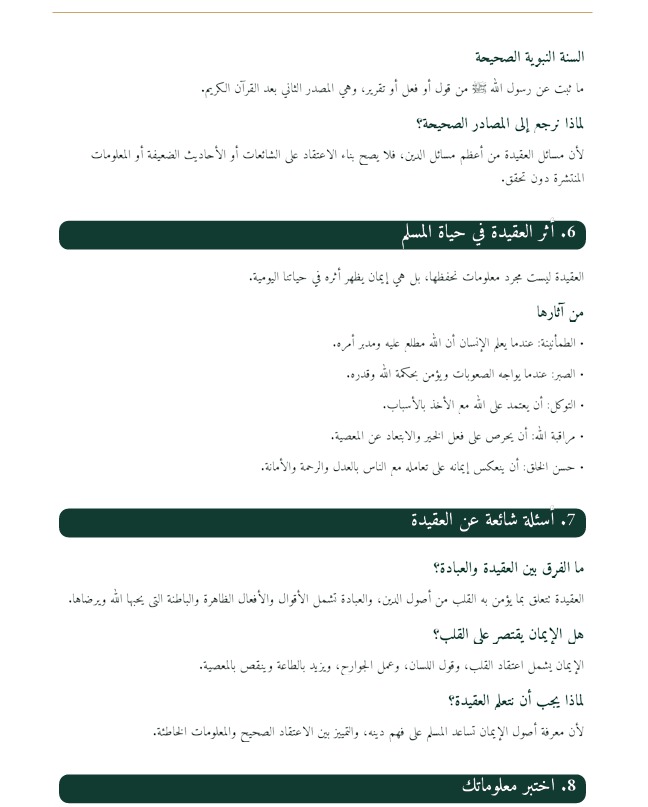 السنة النبوية الصحيحة
ما ثبت عن رسول الله ﷺ من قول أو فعل أو تقرير، وهي المصدر الثاني بعد القرآن الكريم.
لماذا نرجع إلى المصادر الصحيحة؟
لأن مسائل العقيدة من أعظم مسائل الدين، فلا يصح بناء الاعتقاد على الشائعات أو الأحاديث الضعيفة أو المعلومات
المنتشرة دون تحقق.
6. أثر العقيدة في حياة المسلم
العقيدة ليست مجرد معلومات نحفظها، بل هي إيمان يظهر أثره في حياتنا اليومية.
من آثارها
• الطمأنينة: عندما يعلم الإنسان أن الله مطلع عليه ومدبر أمره.
• الصبر: عندما يواجه الصعوبات ويؤمن بحكمة الله وقدره.
• التوكل: أن يعتمد على الله مع الأخذ بالأسباب.
• مراقبة الله: أن يحرص على فعل الخير والابتعاد عن المعصية.
• حسن الخلق: أن ينعكس إيمانه على تعامله مع الناس بالعدل والرحمة والأمانة.
7. أسئلة شائعة عن العقيدة
ما الفرق بين العقيدة والعبادة؟
العقيدة تتعلق بما يؤمن به القلب من أصول الدين، والعبادة تشمل الأقوال والأفعال الظاهرة والباطنة التي يحبها الله ويرضاها.
هل الإيمان يقتصر على القلب؟
الإيمان يشمل اعتقاد القلب، وقول اللسان، وعمل الجوارح، ويزيد بالطاعة وينقص بالمعصية.
لماذا يجب أن نتعلم العقيدة؟
لأن معرفة أصول الإيمان تساعد المسلم على فهم دينه، والتمييز بين الاعتقاد الصحيح والمعلومات الخاطئة.
8. اختبر معلوماتك